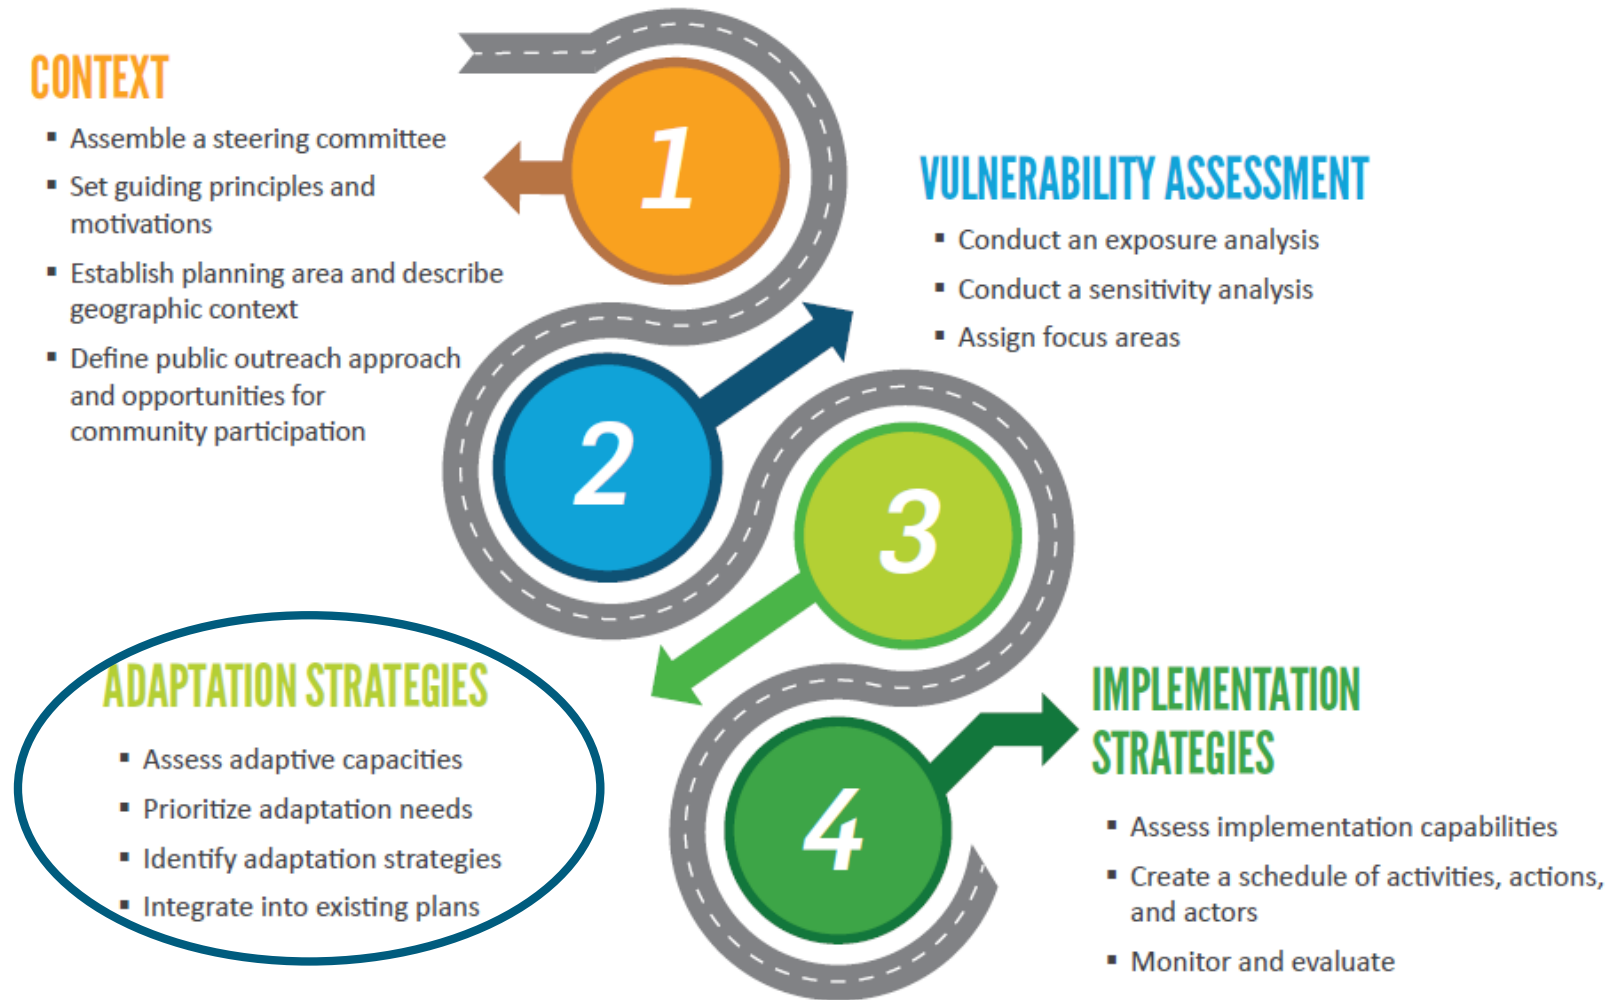 CONTEXT
▪ Assemble a steering committee
▪ Set guiding principles and
motivations
▪ Establish planning area and describe
geographic context
▪ Define public outreach approach
and opportunities for
community participation
1
VULNERABILITY ASSESSMENT
▪ Conduct an exposure analysis
▪ Conduct a sensitivity analysis
▪ Assign focus areas
2
3
ADAPTATION STRATEGIES
▪ Assess adaptive capacities
▪ Prioritize adaptation needs
▪ Identify adaptation strategies
▪ Integrate into existing plans
4
IMPLEMENTATION
STRATEGIES
▪ Assess implementation capabilities
▪ Create a schedule of activities, actions,
and actors
▪ Monitor and evaluate